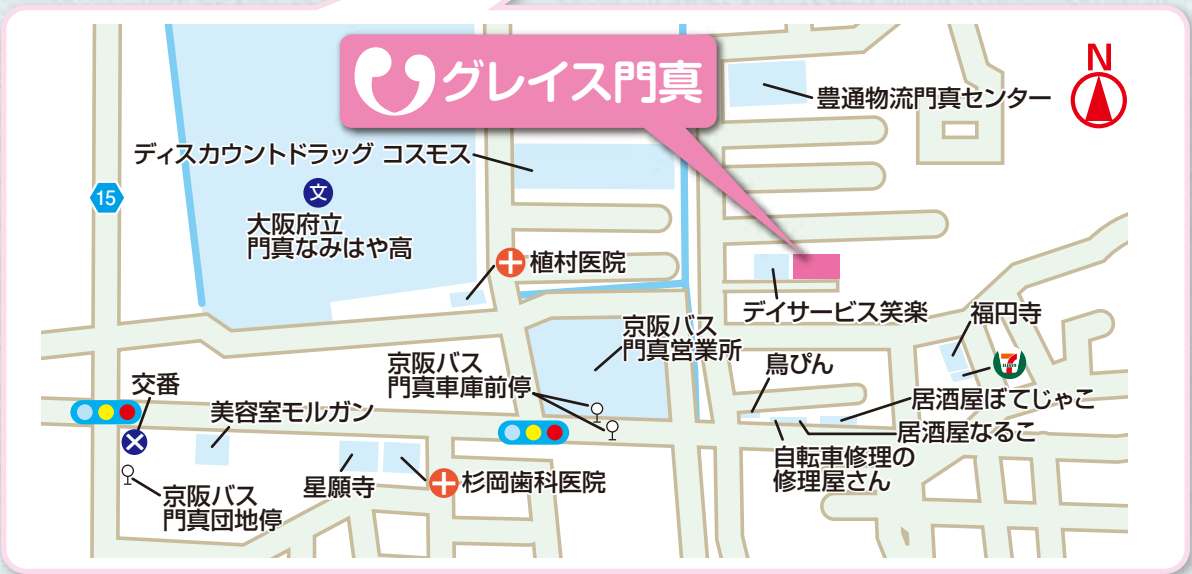 グレイス門真
N
豊通物流門真センター
ディスカウントドラッグ コスモス
15
文
大阪府立
門真なみはや高
植村医院
デイサービス笑楽
福円寺
京阪バス
門真営業所
京阪バス
門真車庫前停
鳥ぴん
7
ELEVEN
交番
美容室モルガン
居酒屋ぼてじゃこ
居酒屋なるこ
自転車修理の
修理屋さん
星願寺
杉岡歯科医院
京阪バス
門真団地停